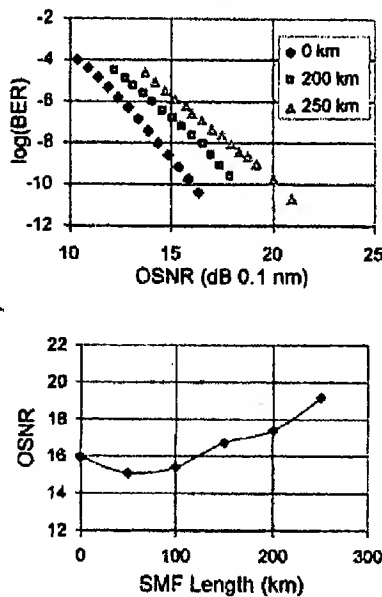 -2
-4
-6
-8
-10
-12
log(BER)
0 km
200 km
250 km
10 15 20 25
OSNR (dB 0.1 nm)
22
20
18
16
14
12
OSNR
0 100 200 300
SMF Length (km)